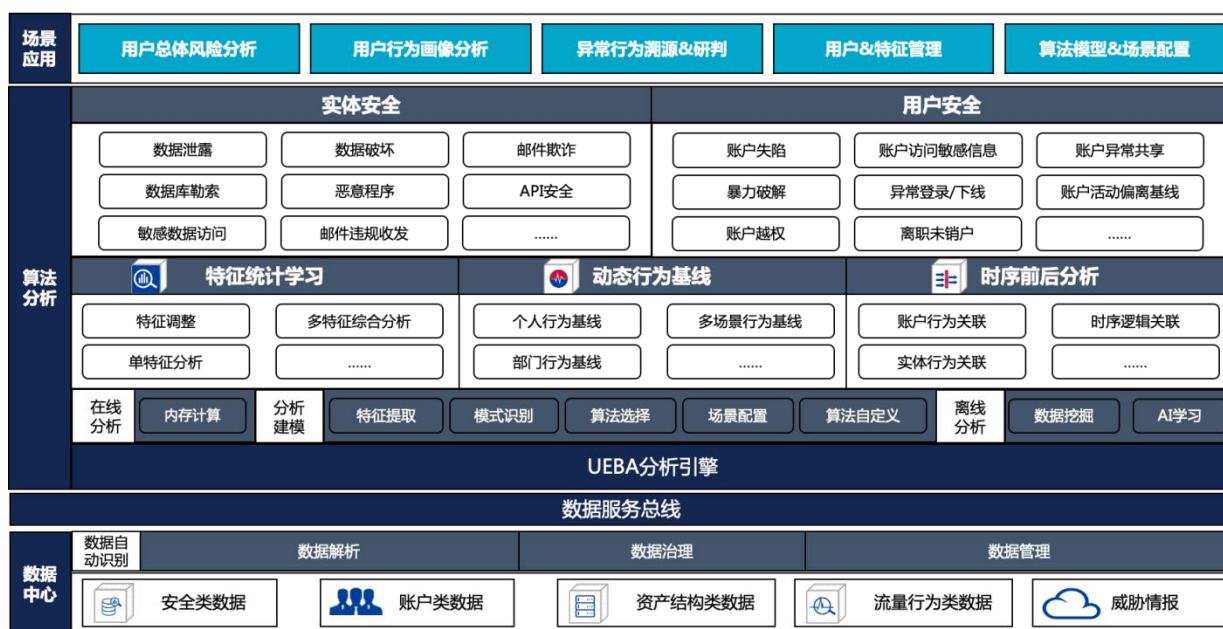 场景
应用
用户总体风险分析
用户行为画像分析
异常行为溯源&研判
用户&特征管理
算法模型&场景配置
算法
分析
实体安全
用户安全
数据泄露
数据破坏
邮件欺诈
账户失陷
账户访问敏感信息
账户异常共享
数据库勒索
恶意程序
API安全
暴力破解
异常登录/下线
账户活动偏离基线
敏感数据访问
邮件违规收发
......
账户越权
离职未销户
......
特征统计学习
动态行为基线
时序前后分析
特征调整
多特征综合分析
个人行为基线
多场景行为基线
账户行为关联
时序逻辑关联
单特征分析
......
部门行为基线
......
实体行为关联
......
在线
分析
内存计算
分析
建模
特征提取
模式识别
算法选择
场景配置
算法自定义
离线
分析
数据挖掘
AI学习
UEBA分析引擎
数据服务总线
数据
中心
数据自
动识别
数据解析
数据治理
数据管理
安全类数据
账户类数据
资产结构类数据
流量行为类数据
威胁情报